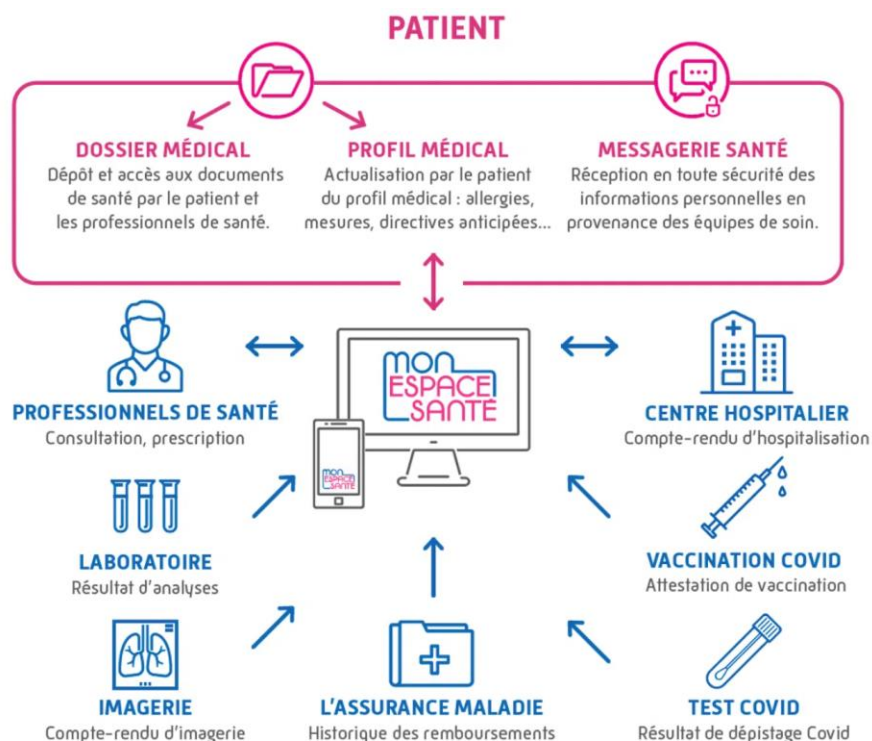 PATIENT
DOSSIER MÉDICAL
Dépôt et accès aux documents
de santé par le patient et
les professionnels de santé.
PROFIL MÉDICAL
Actualisation par le patient
du profil médical : allergies,
mesures, directives anticipées...
MESSAGERIE SANTÉ
Réception en toute sécurité des
informations personnelles en
provenance des équipes de soin.
mon
ESPACE
SANTÉ
mon
ESPACE
SANTÉ
PROFESSIONNELS DE SANTÉ
Consultation, prescription
CENTRE HOSPITALIER
Compte-rendu d'hospitalisation
LABORATOIRE
Résultat d'analyses
VACCINATION COVID
Attestation de vaccination
IMAGERIE
Compte-rendu d'imagerie
L'ASSURANCE MALADIE
Historique des remboursements
TEST COVID
Résultat de dépistage Covid